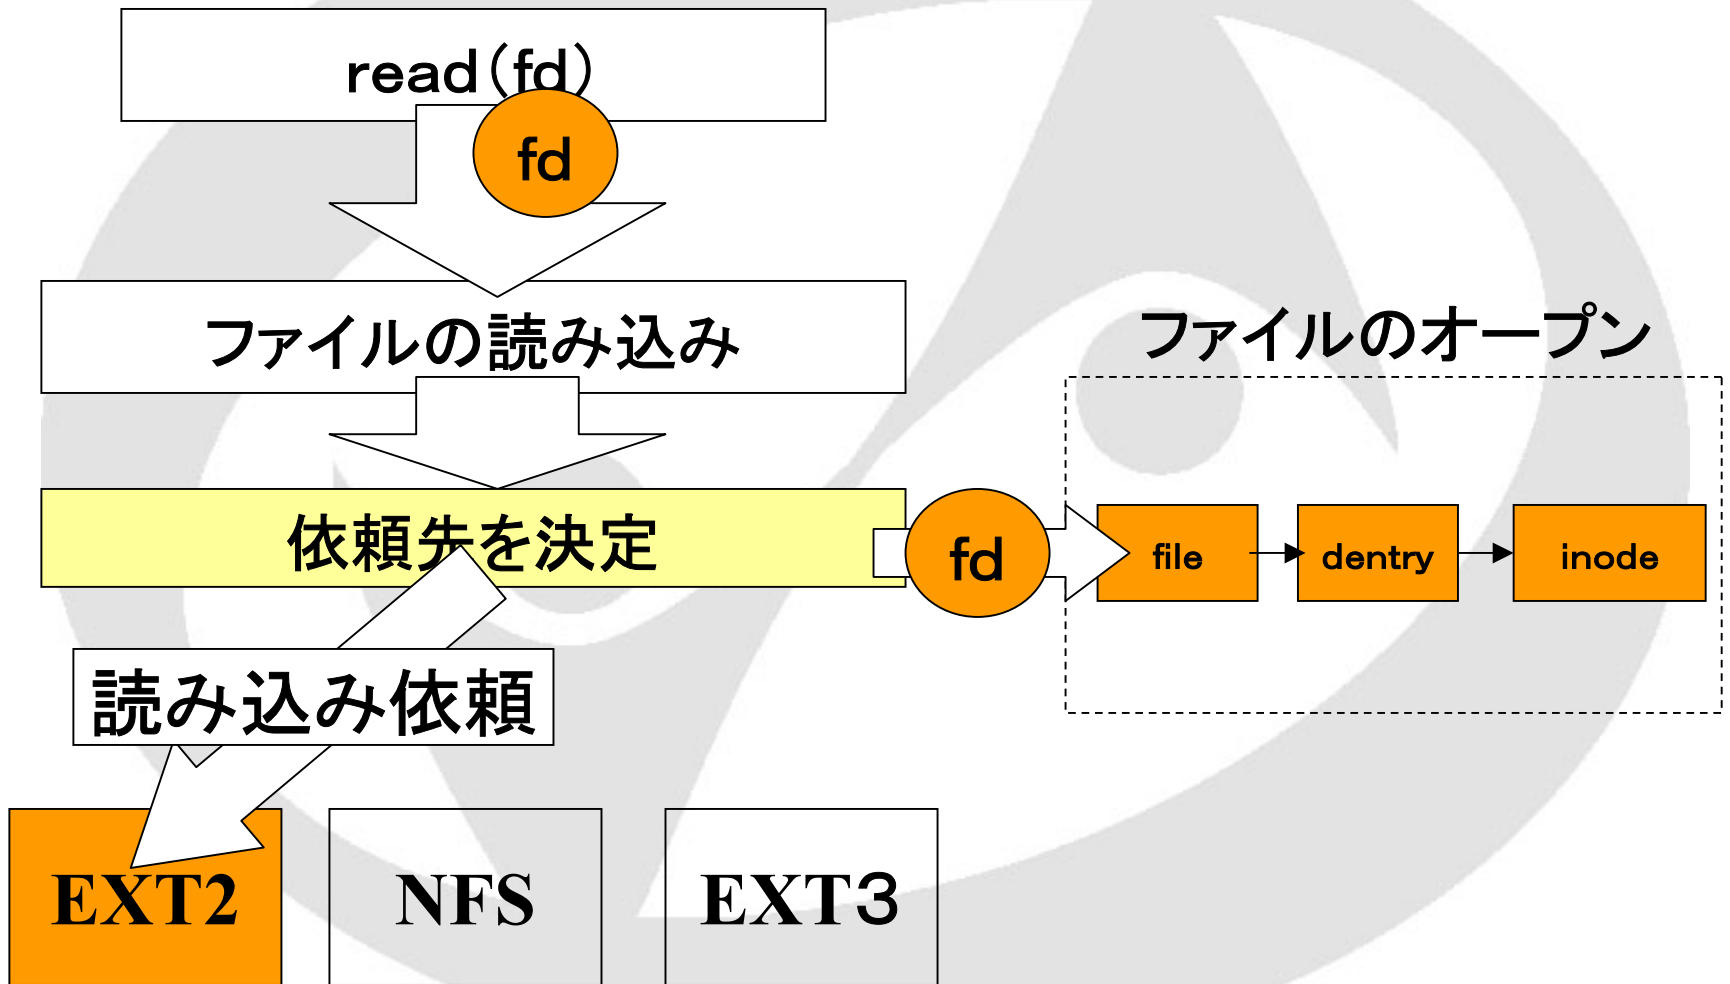 read(fd)
fd
ファイルの読み込み
ファイルのオープン
依頼先を決定
fd
file
dentry
inode
読み込み依頼
EXT2
NFS
EXT３